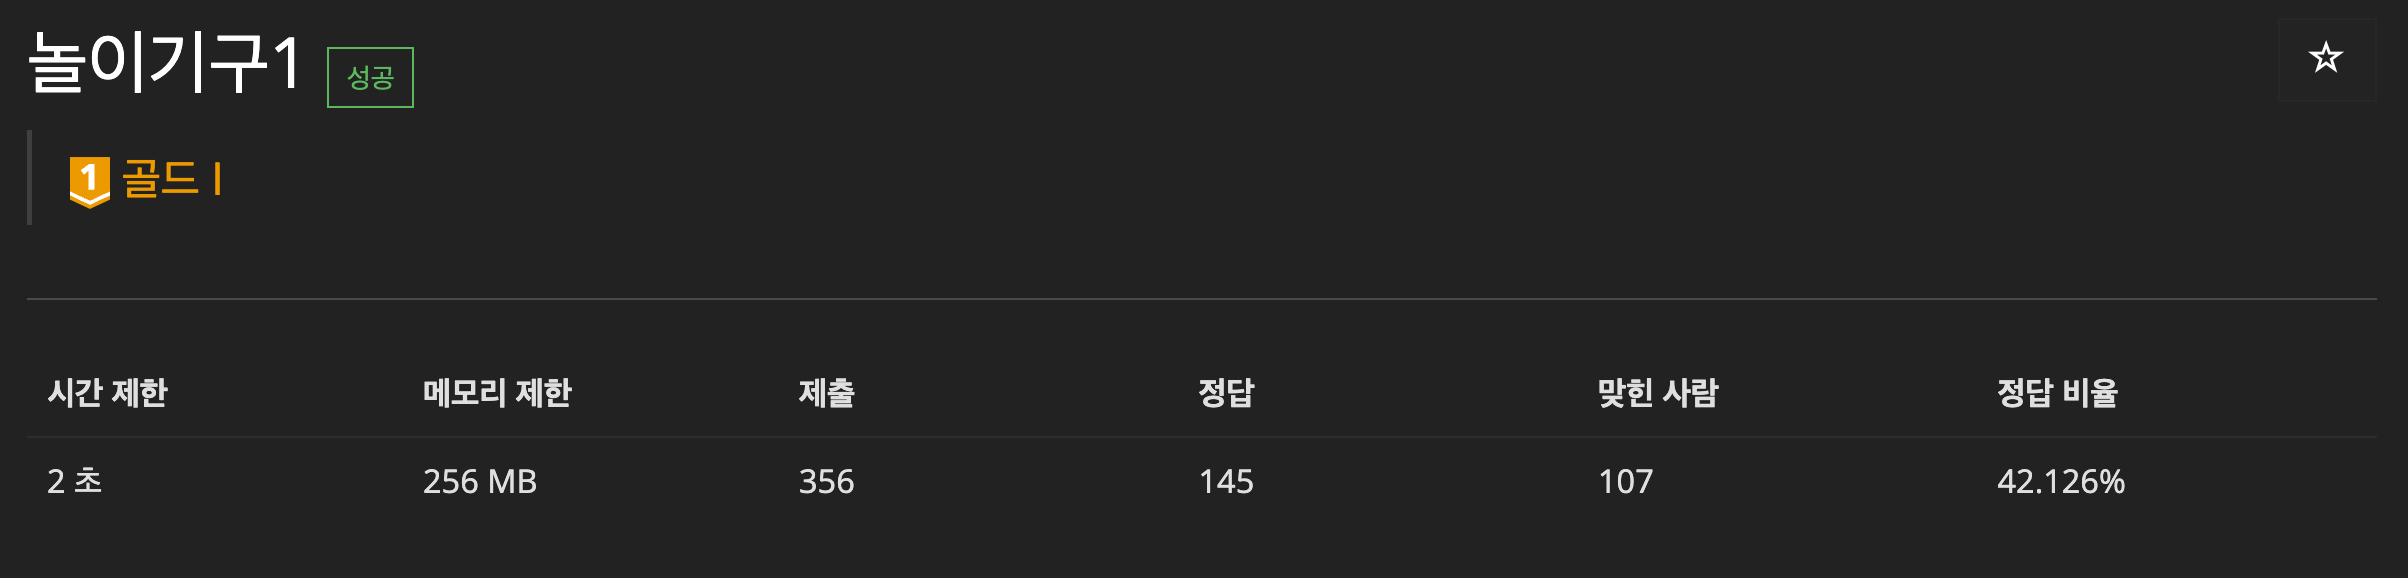 놀이기구1 성공
1 골드 I
시간 제한 메모리 제한 제출 정답 맞힌 사람 정답 비율
2 초 256 MB 356 145 107 42.126%